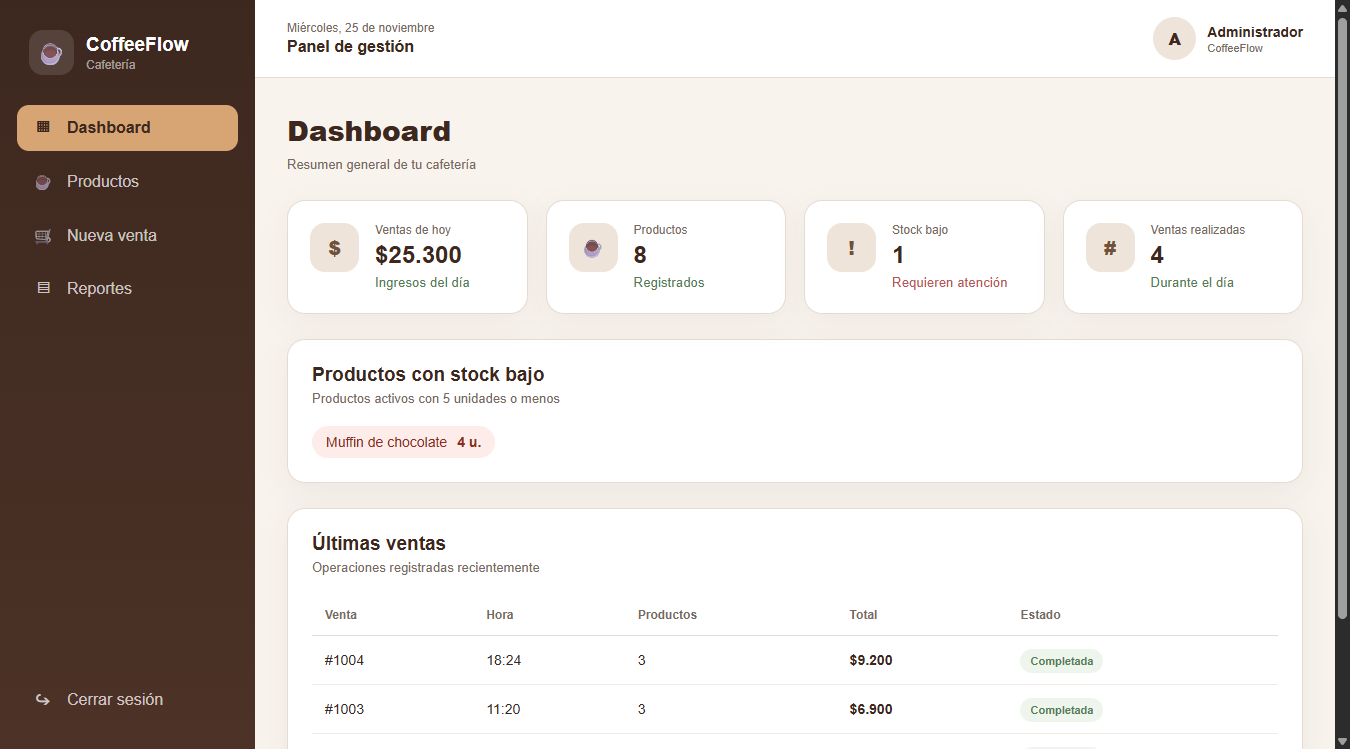 CoffeeFlow
Cafetería
Dashboard
Productos
Nueva venta
Reportes
Cerrar sesión
Miércoles, 25 de noviembre
Panel de gestión
A
Administrador
CoffeeFlow
Dashboard
Resumen general de tu cafetería
$
Ventas de hoy
$25.300
Ingresos del día
Productos
8
Registrados
!
Stock bajo
1
Requieren atención
#
Ventas realizadas
4
Durante el día
Productos con stock bajo
Productos activos con 5 unidades o menos
Muffin de chocolate 4 u.
Últimas ventas
Operaciones registradas recientemente
Venta Hora Productos Total Estado
#1004 18:24 3 $9.200 Completada
#1003 11:20 3 $6.900 Completada